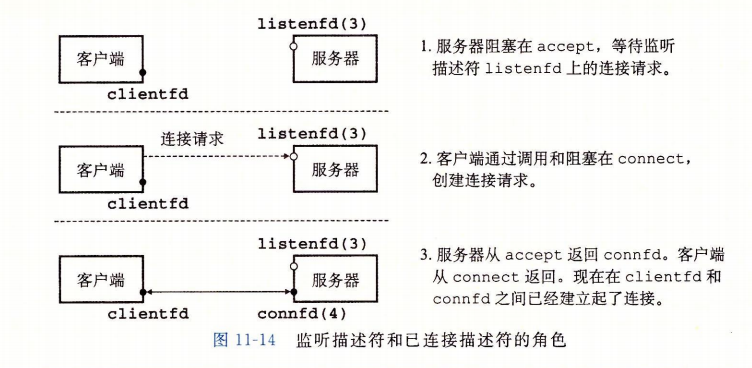 listenfd(3)
客户端
服务器
clientfd
1. 服务器阻塞在 accept，等待监听
描述符 listenfd 上的连接请求。
连接请求
listenfd(3)
客户端
服务器
clientfd
2. 客户端通过调用和阻塞在 connect，
创建连接请求。
listenfd(3)
客户端
服务器
clientfd
connfd(4)
3. 服务器从 accept 返回 connfd。客户端
从 connect 返回。现在在 clientfd 和
connfd 之间已经建立起了连接。
图 11-14 监听描述符和已连接描述符的角色